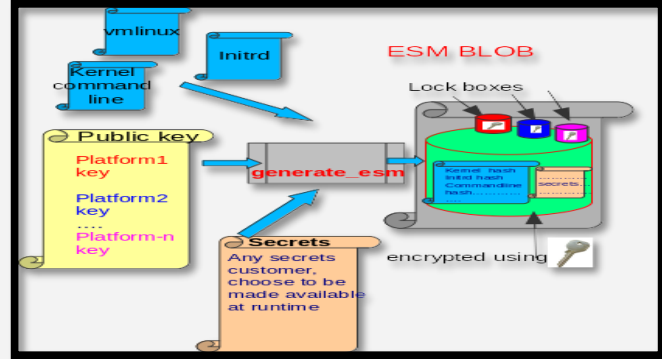 vmlinux
Initrd
Kernel
command
line
ESM BLOB
Lock boxes
Public key
Platform1
key
Platform2
key
....
Platform-n
key
generate_esm
Kernel hash
Initrd hash
Commandline
hash..............
....
secrets...
Secrets
Any secrets
customer,
choose to be
made available
at runtime
encrypted using